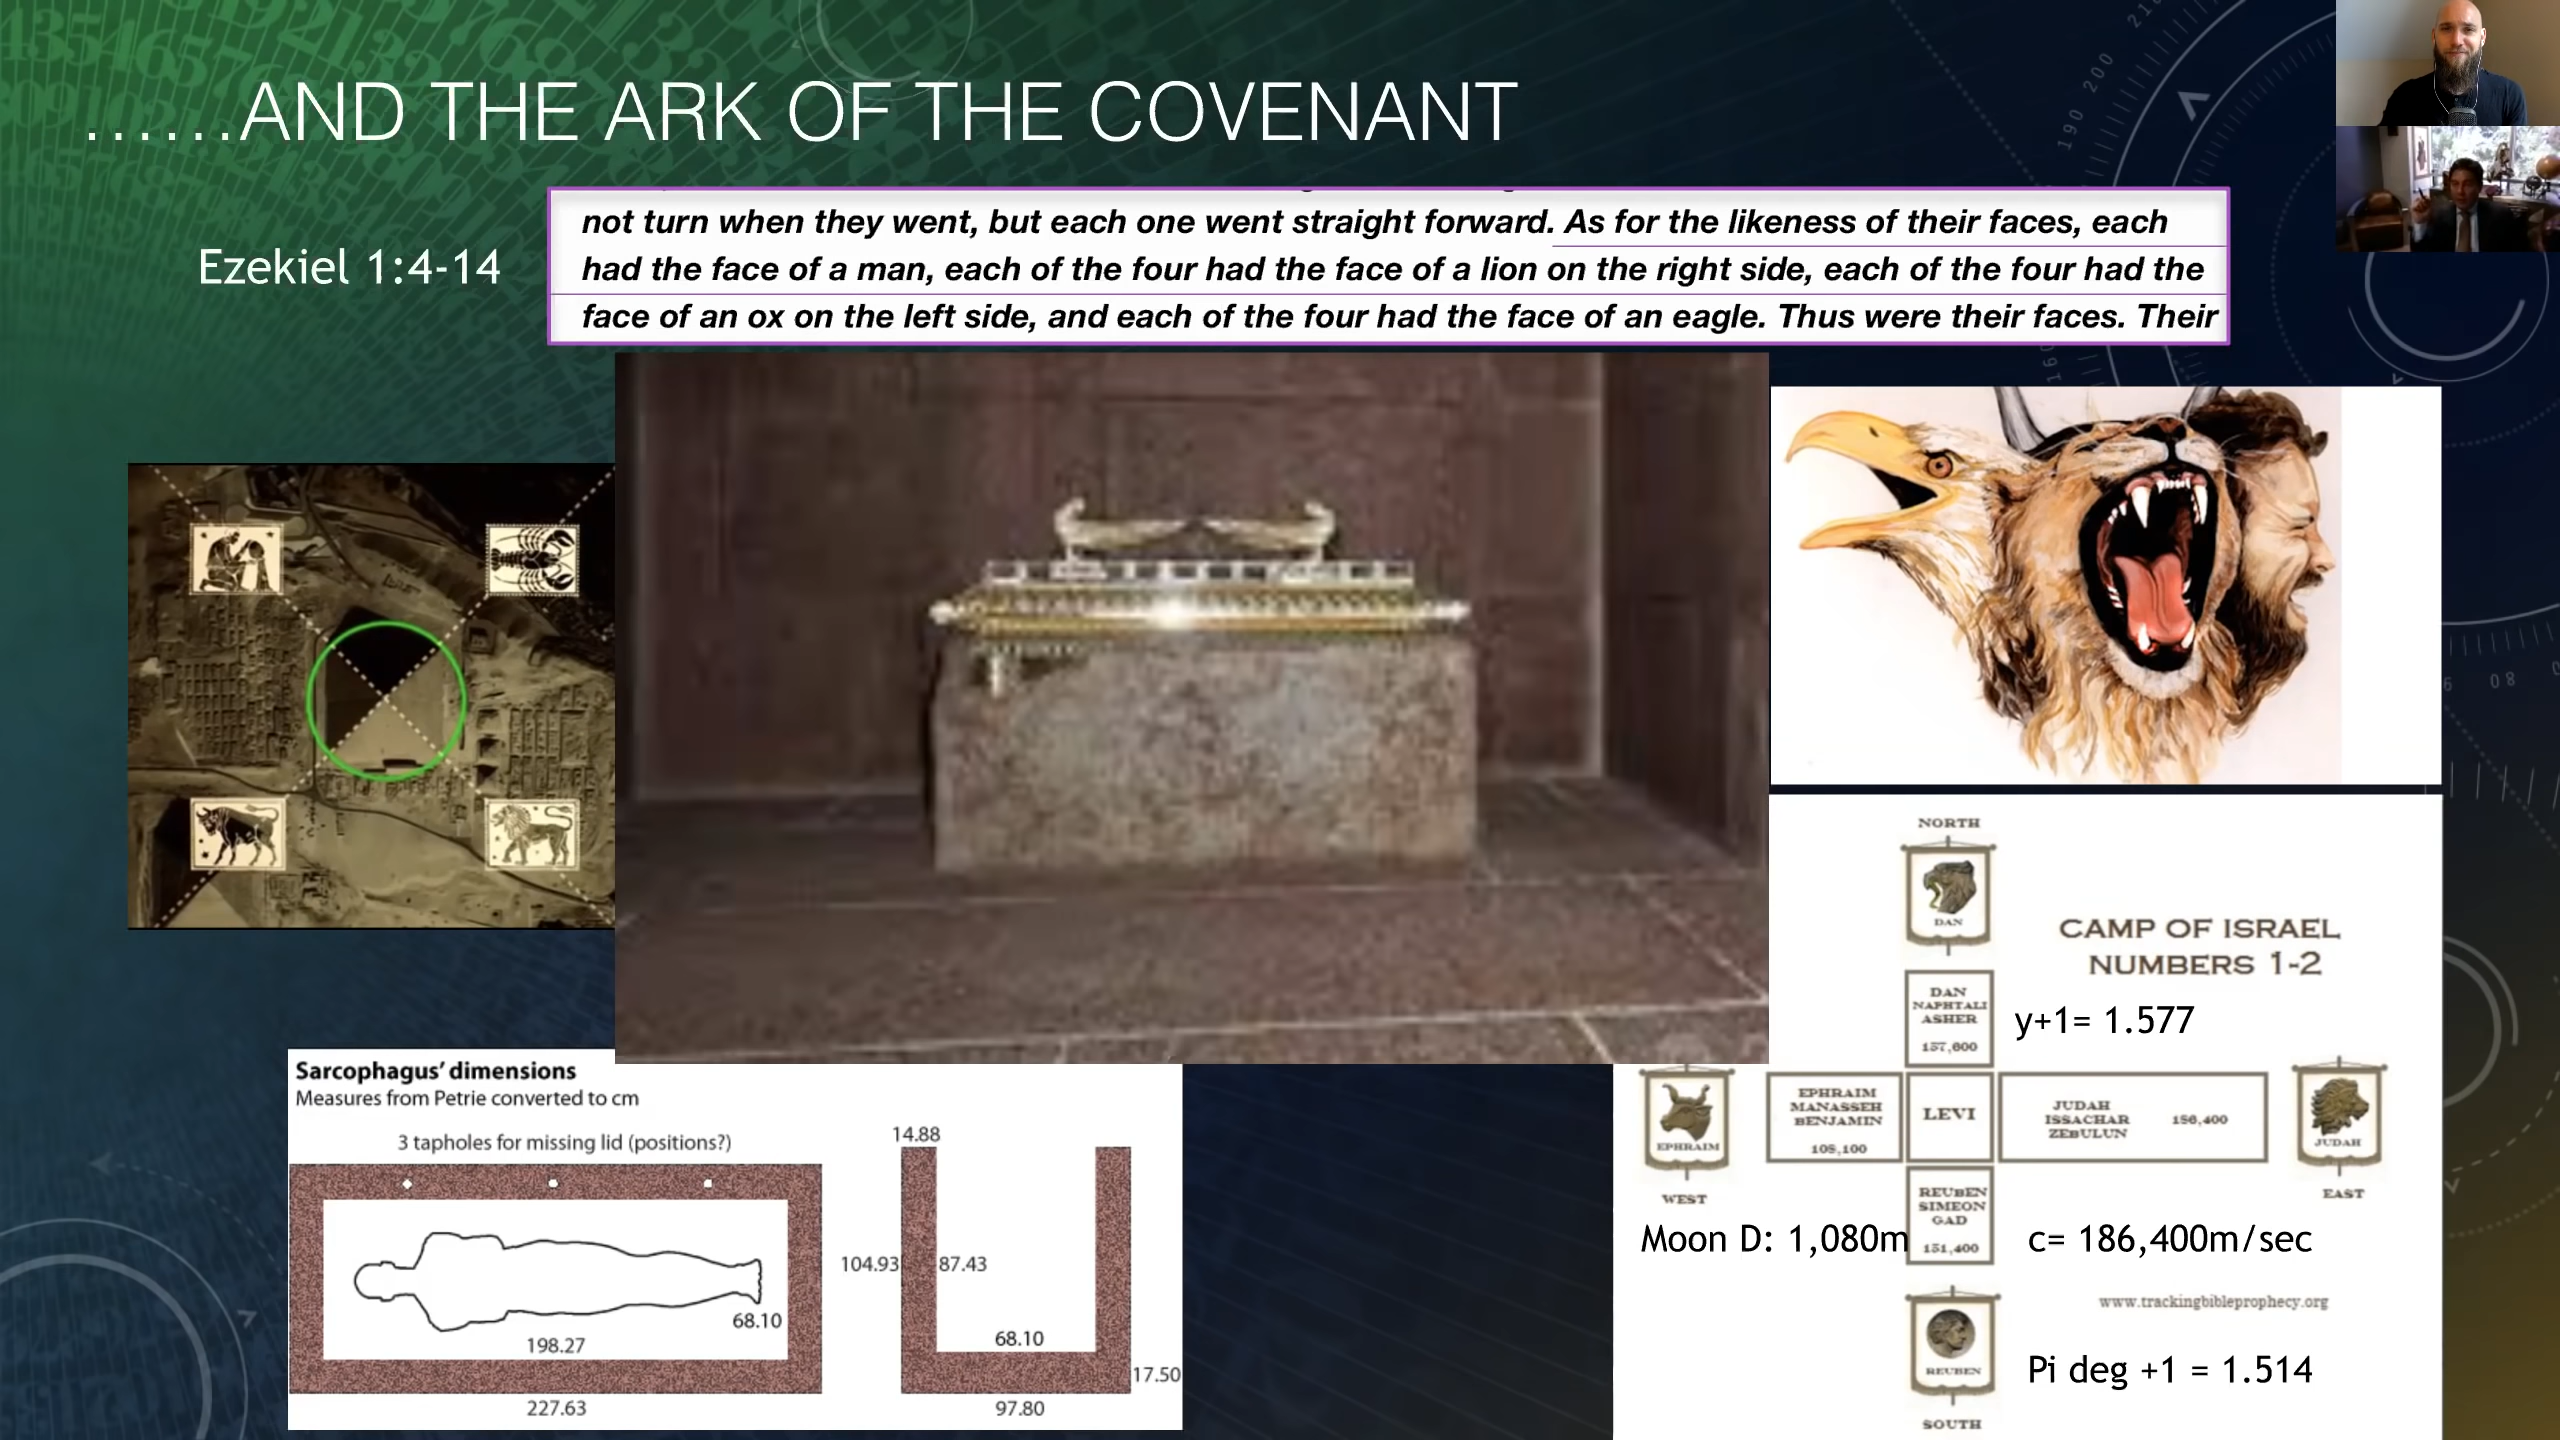 ......AND THE ARK OF THE COVENANT
Ezekiel 1:4-14
not turn when they went, but each one went straight forward. As for the likeness of their faces, each
had the face of a man, each of the four had the face of a lion on the right side, each of the four had the
face of an ox on the left side, and each of the four had the face of an eagle. Thus were their faces. Their
Sarcophagus' dimensions
Measures from Petrie converted to cm
3 tapholes for missing lid (positions?)
68.10
198.27
227.63
14.88
104.93
87.43
68.10
17.50
97.80
NORTH
DAN
CAMP OF ISRAEL
NUMBERS 1-2
DAN
NAPHTALI
ASHER
157,600
y+1= 1.577
EPHRAIM
WEST
EPHRAIM
MANASSEH
BENJAMIN
108,100
LEVI
JUDAH
ISSACHAR
ZEBULUN
186,400
JUDAH
EAST
REUBEN
SIMEON
GAD
151,400
Moon D: 1,080m
c= 186,400m/sec
www.trackingbibleprophecy.org
REUBEN
SOUTH
Pi deg +1 = 1.514
190
200
160
80